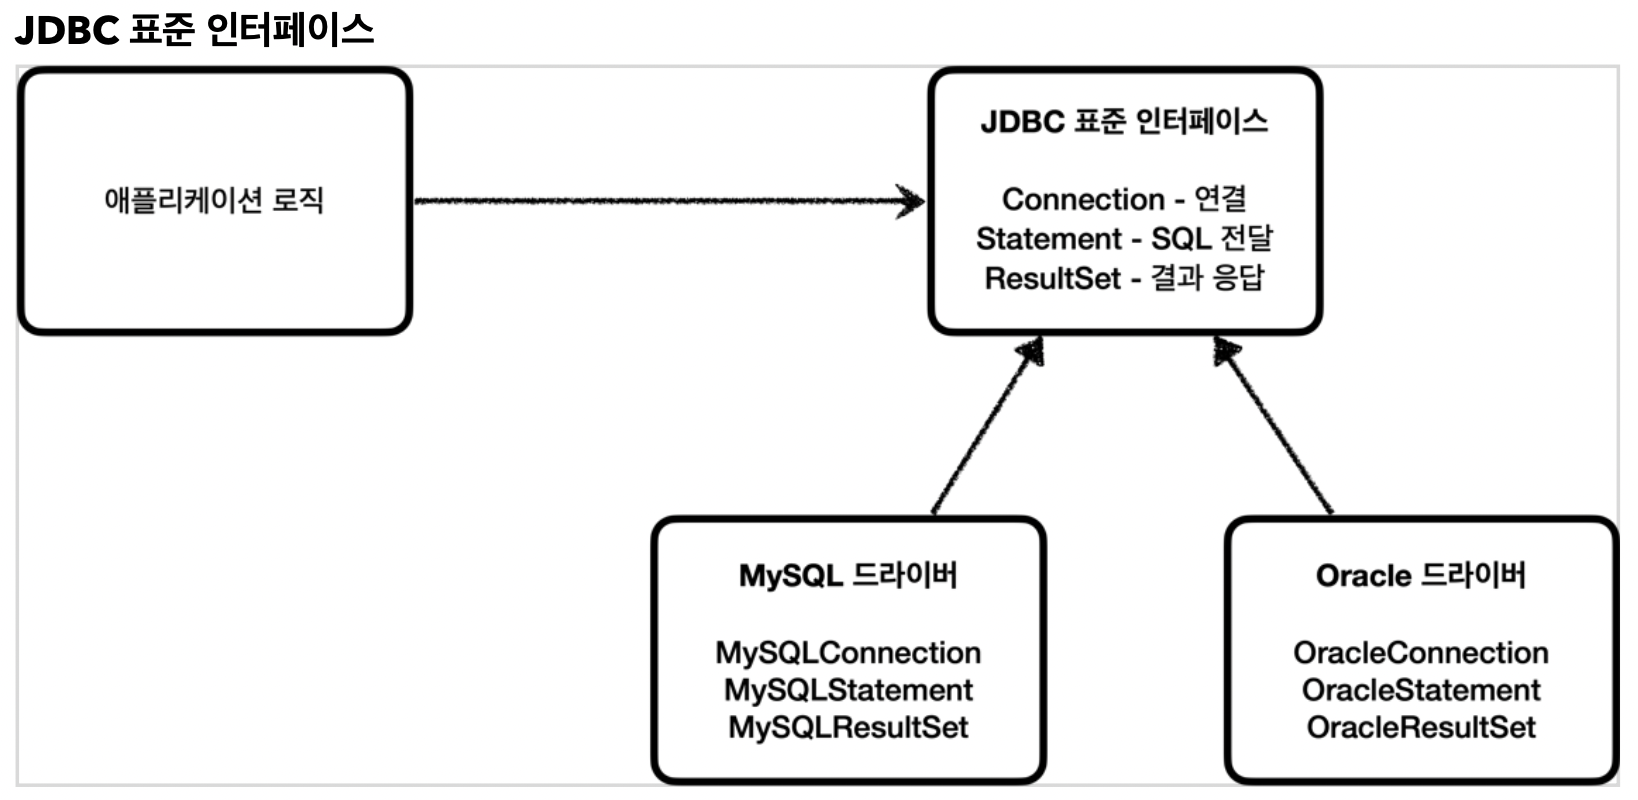 JDBC 표준 인터페이스
애플리케이션 로직
JDBC 표준 인터페이스
Connection - 연결
Statement - SQL 전달
ResultSet - 결과 응답
MySQL 드라이버
MySQLConnection
MySQLStatement
MySQLResultSet
Oracle 드라이버
OracleConnection
OracleStatement
OracleResultSet